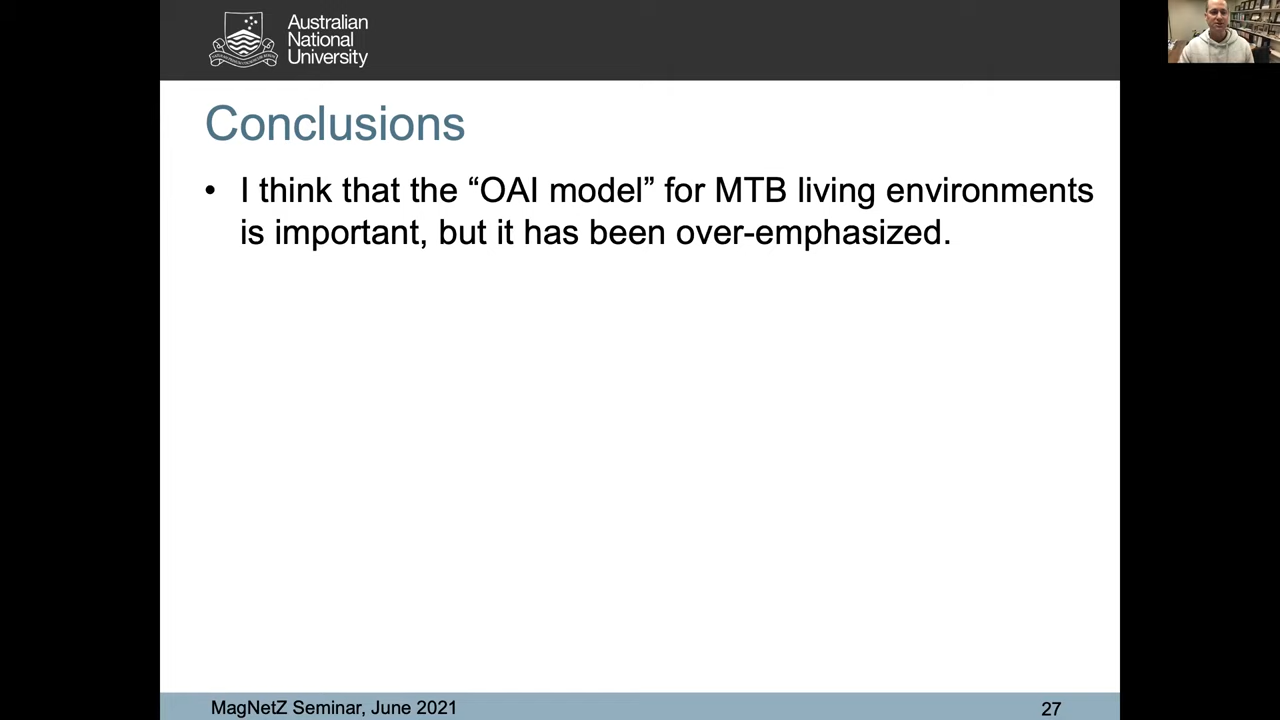 Australian
National
University
Conclusions
• I think that the “OAI model” for MTB living environments
is important, but it has been over-emphasized.
MagNetZ Seminar, June 2021
27